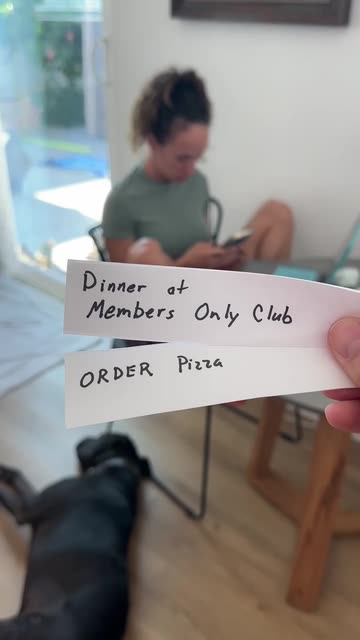 Dinner at
Members Only Club
ORDER Pizza